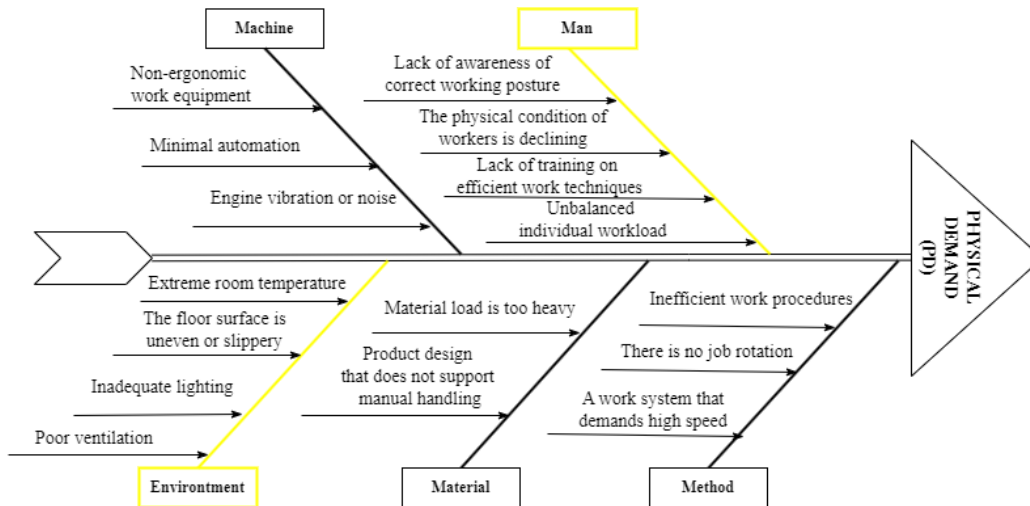 Machine
Man
Non-ergonomic
work equipment
Minimal automation
Engine vibration or noise
Lack of awareness of
correct working posture
The physical condition of
workers is declining
Lack of training on
efficient work techniques
Unbalanced
individual workload
PHYSICAL
DEMAND
(PD)
Extreme room temperature
The floor surface is
uneven or slippery
Inadequate lighting
Poor ventilation
Material load is too heavy
Product design
that does not support
manual handling
Inefficient work procedures
There is no job rotation
A work system that
demands high speed
Environtment
Material
Method